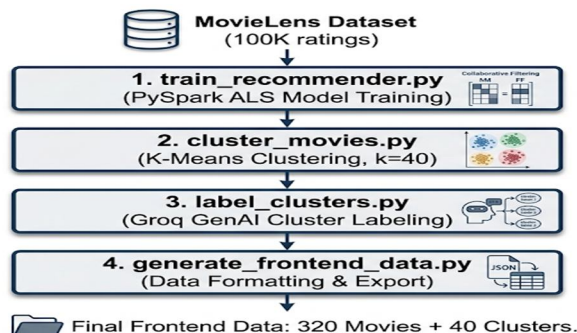 MovieLens Dataset
(100K ratings)
1. train_recommender.py
(PySpark ALS Model Training)
Collaborative Filtering
MM
=
FF
2. cluster_movies.py
(K-Means Clustering, k=40)
3. label_clusters.py
(Groq GenAI Cluster Labeling)
4. generate_frontend_data.py
(Data Formatting & Export)
JSON
Final Frontend Data: 320 Movies + 40 Clusters.